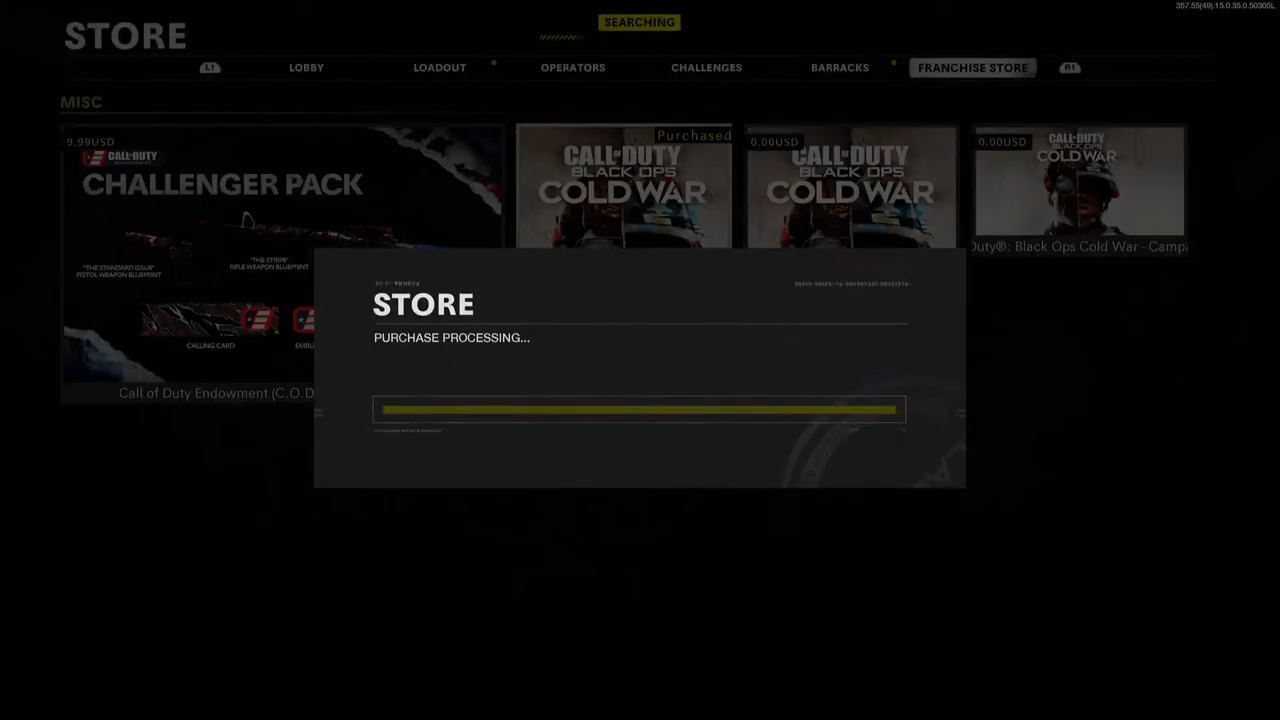 357.55(49).15.0.35.0.50305L
STORE
SEARCHING
L1
LOBBY
LOADOUT
OPERATORS
CHALLENGES
BARRACKS
FRANCHISE STORE
R1
MISC
9.99USD
CALL OF DUTY
CHALLENGER PACK
"THE STANDARD ISSUE"
PISTOL WEAPON BLUEPRINT
"THE STRIPE"
RIFLE WEAPON BLUEPRINT
CALLING CARD
EMBL
Call of Duty Endowment (C.O.D
Purchased
CALL OF DUTY
BLACK OPS
COLD WAR
0.00USD
CALL OF DUTY
BLACK OPS
COLD WAR
0.00USD
CALL OF DUTY
BLACK OPS
COLD WAR
Duty®: Black Ops Cold War - Campa
STORE
PURCHASE PROCESSING...